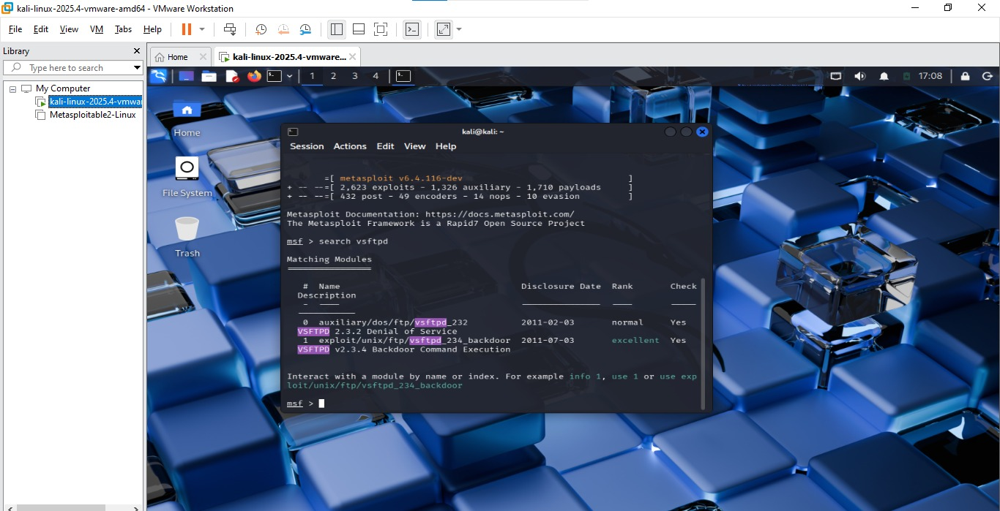 kali-linux-2025.4-vmware-amd64 - VMware Workstation
File Edit View VM Tabs Help
Library
Type here to search
My Computer
kali-linux-2025.4-vmwar
Metasploitable2-Linux
Home
kali-linux-2025.4-vmware...
1 2 3 4
17:08
Home
File System
Trash
kali@kali: ~
Session Actions Edit View Help
=[ metasploit v6.4.116-dev ]
+ -- --=[ 2,623 exploits - 1,326 auxiliary - 1,710 payloads ]
+ -- --=[ 432 post - 49 encoders - 14 nops - 10 evasion ]
Metasploit Documentation: https://docs.metasploit.com/
The Metasploit Framework is a Rapid7 Open Source Project
msf > search vsftpd
Matching Modules
# Name Disclosure Date Rank Check
Description
0 auxiliary/dos/ftp/vsftpd_232 2011-02-03 normal Yes
VSFTPD 2.3.2 Denial of Service
1 exploit/unix/ftp/vsftpd_234_backdoor 2011-07-03 excellent Yes
VSFTPD v2.3.4 Backdoor Command Execution
Interact with a module by name or index. For example info 1, use 1 or use exp
loit/unix/ftp/vsftpd_234_backdoor
msf >